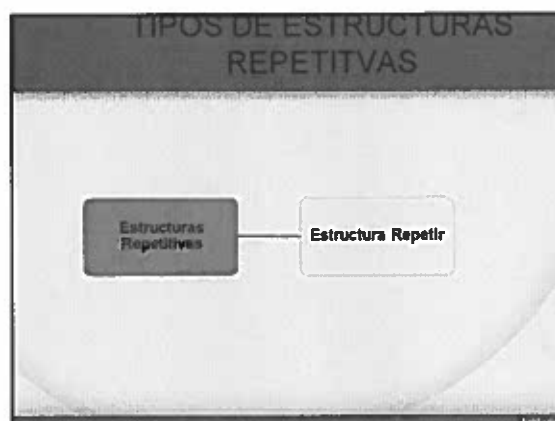 TIPOS DE ESTRUCTURAS
REPETITVAS
Estructuras
Repetitivas
Estructura Repetir